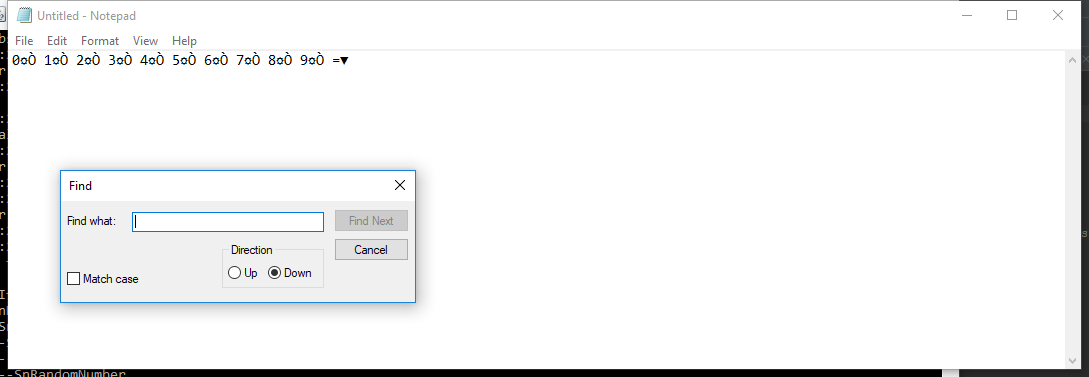 Untitled - Notepad
File Edit Format View Help
0¤Ò 1¤Ò 2¤Ò 3¤Ò 4¤Ò 5¤Ò 6¤Ò 7¤Ò 8¤Ò 9¤Ò =▼
Find
Find what:
Find Next
Direction
Cancel
Up Down
Match case
--SnRandomNumber